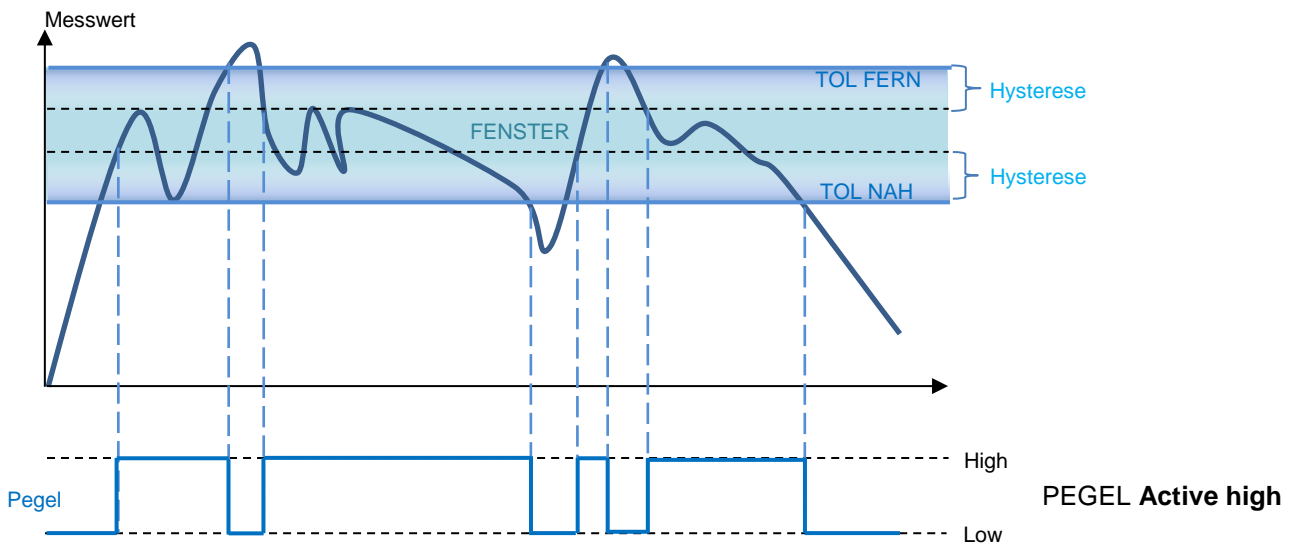 Messwert
TOL FERN
Hysterese
FENSTER
Hysterese
TOL NAH
High
Pegel
PEGEL Active high
Low